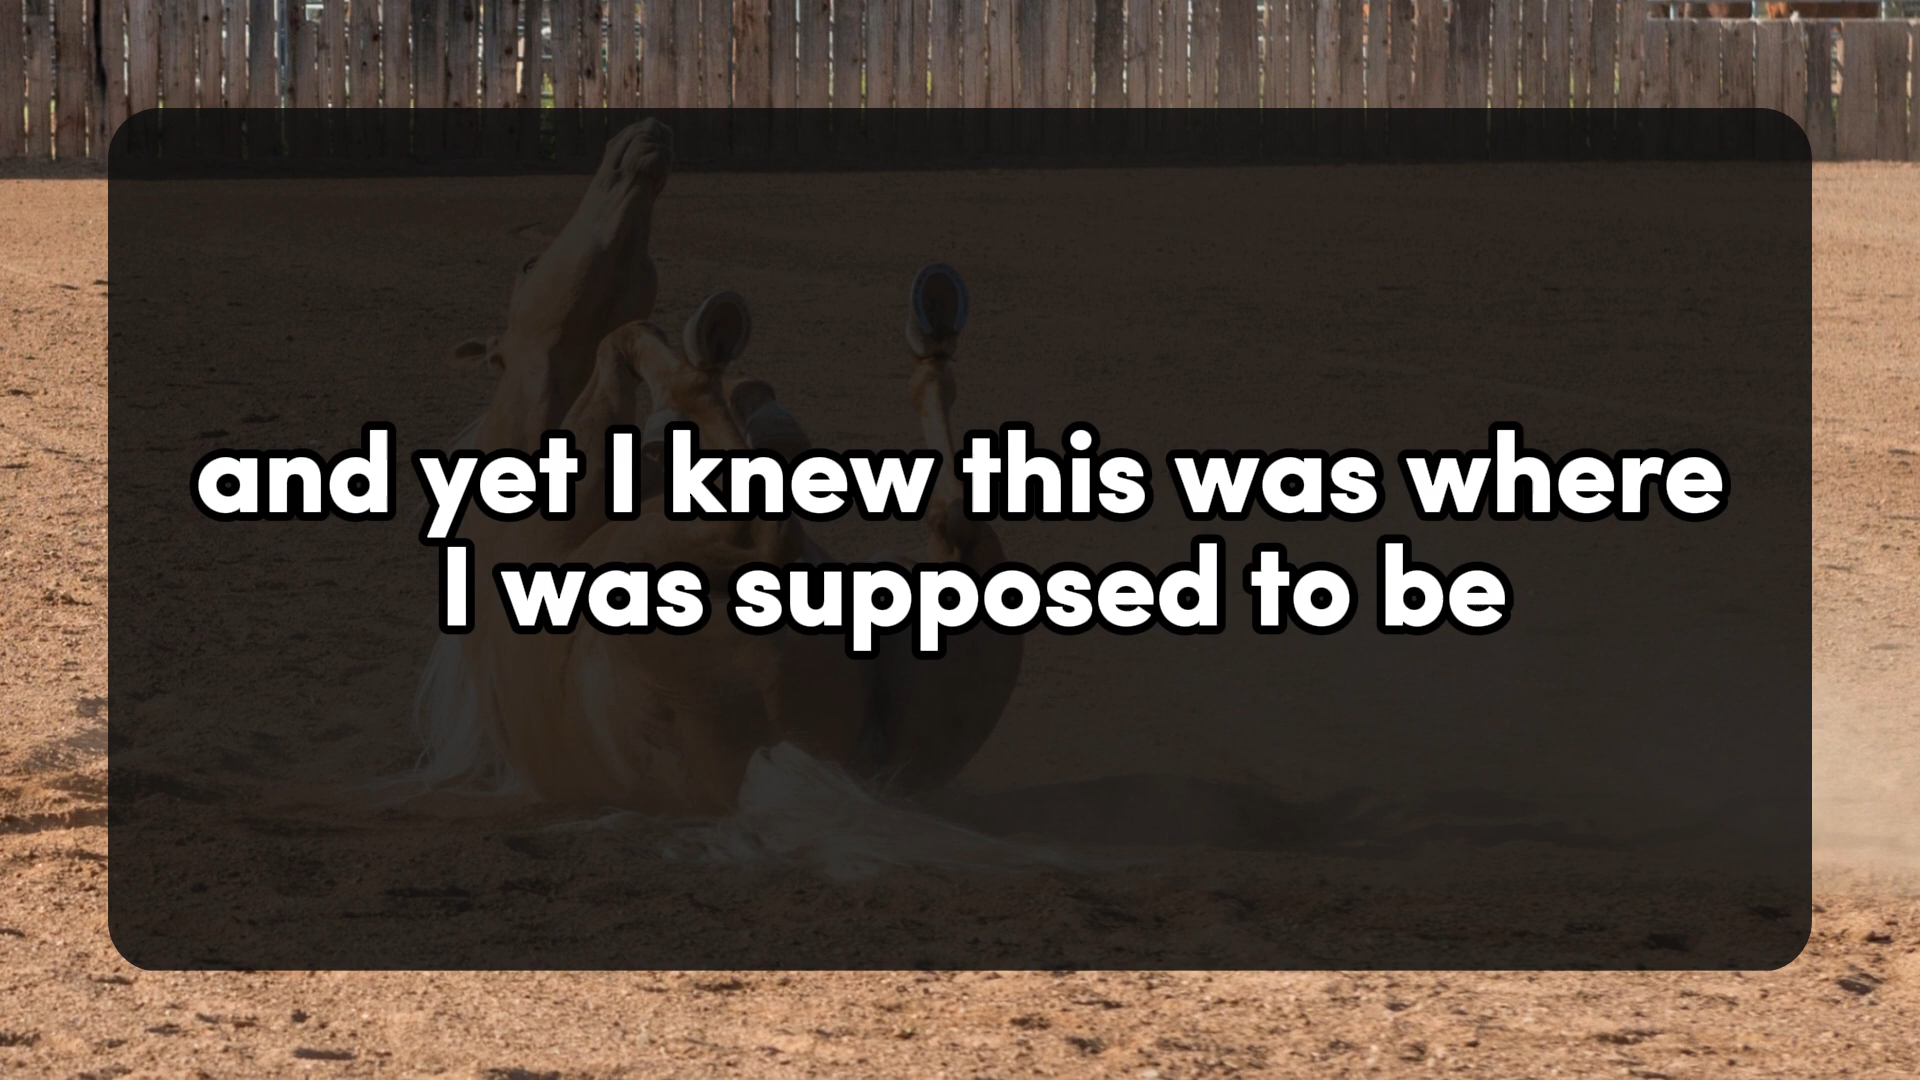 and yet I knew this was where
I was supposed to be